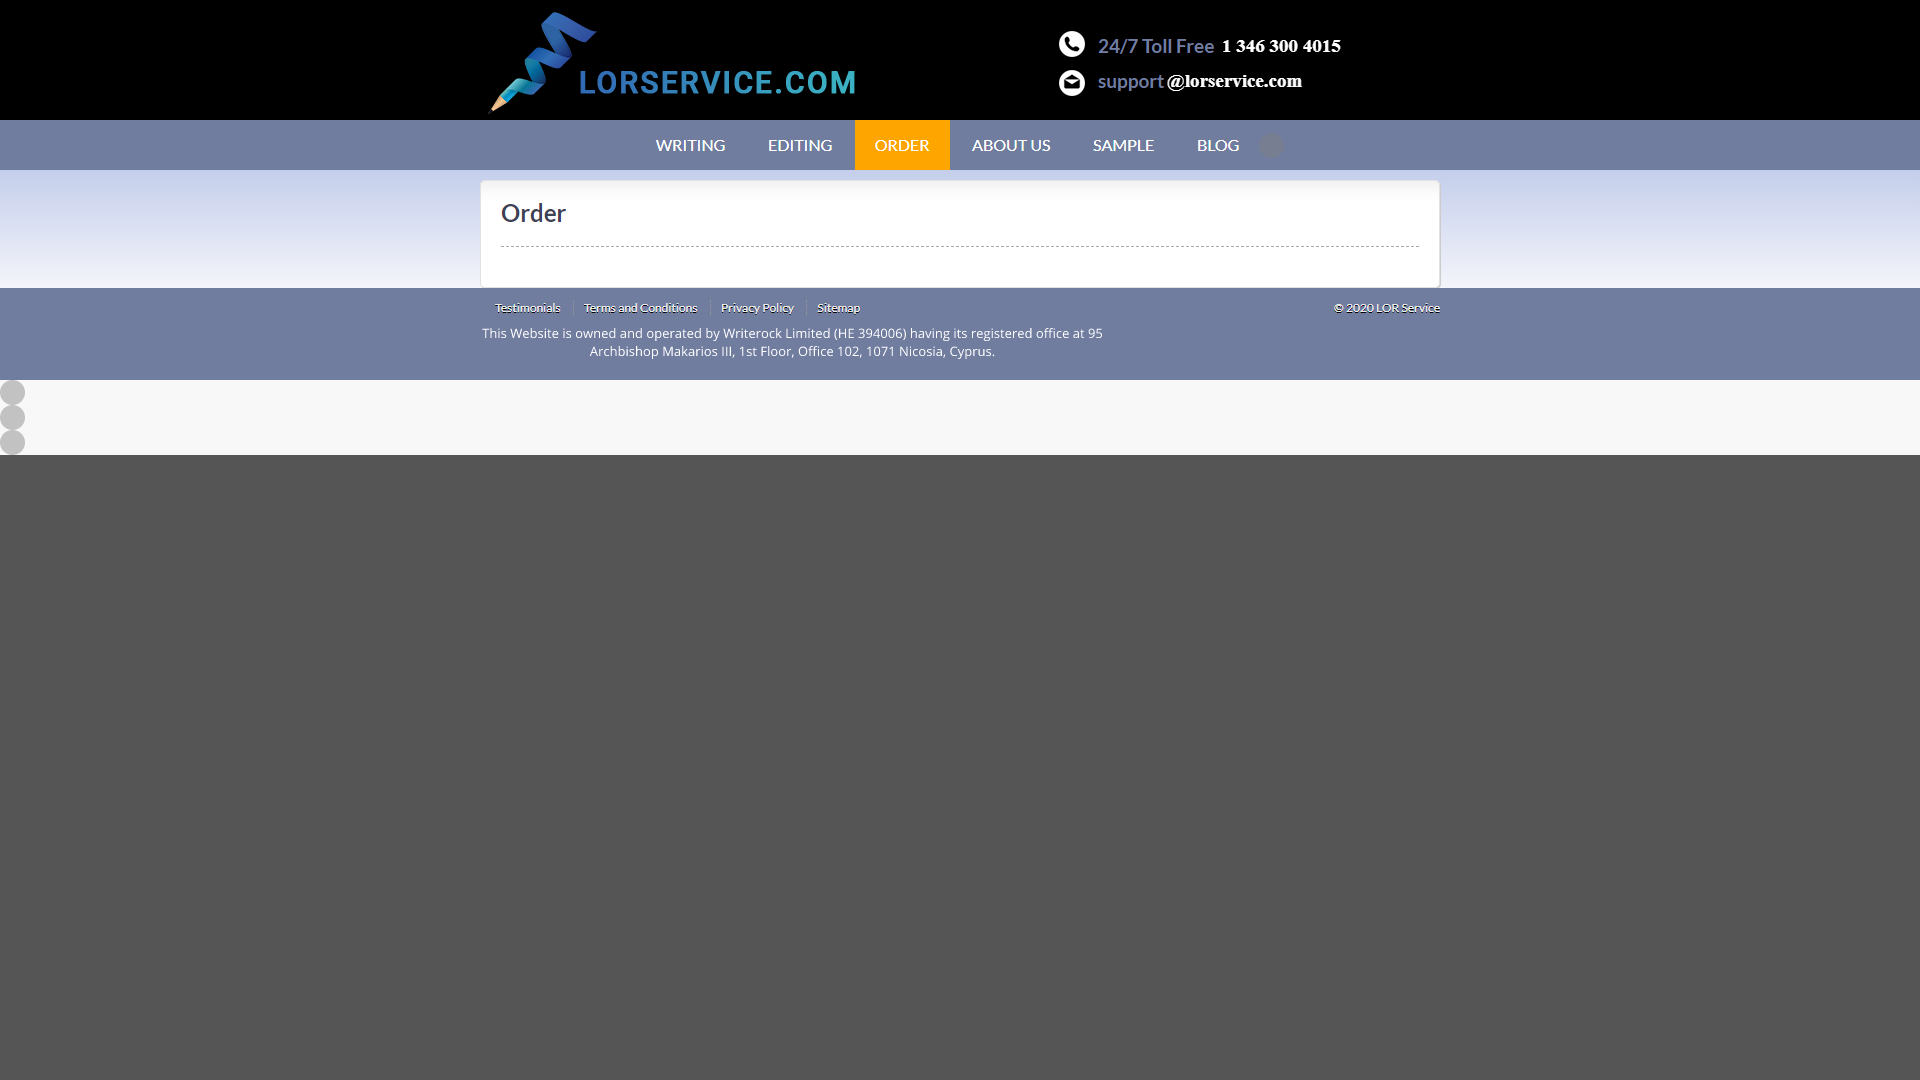 LORSERVICE.COM
24/7 Toll Free 1 346 300 4015
support@lorservice.com
WRITING EDITING ORDER ABOUT US SAMPLE BLOG
Order
Testimonials Terms and Conditions Privacy Policy Sitemap © 2020 LOR Service
This Website is owned and operated by Writerock Limited (HE 394006) having its registered office at 95
Archbishop Makarios III, 1st Floor, Office 102, 1071 Nicosia, Cyprus.